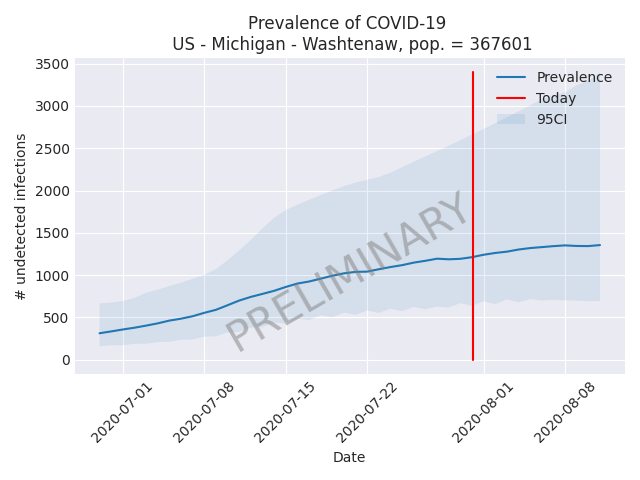 Prevalence of COVID-19
US - Michigan - Washtenaw, pop. = 367601
# undetected infections
3500
3000
2500
2000
1500
1000
500
0
Prevalence
Today
95CI
PRELIMINARY
2020-07-01
2020-07-08
2020-07-15
2020-07-22
2020-08-01
2020-08-08
Date